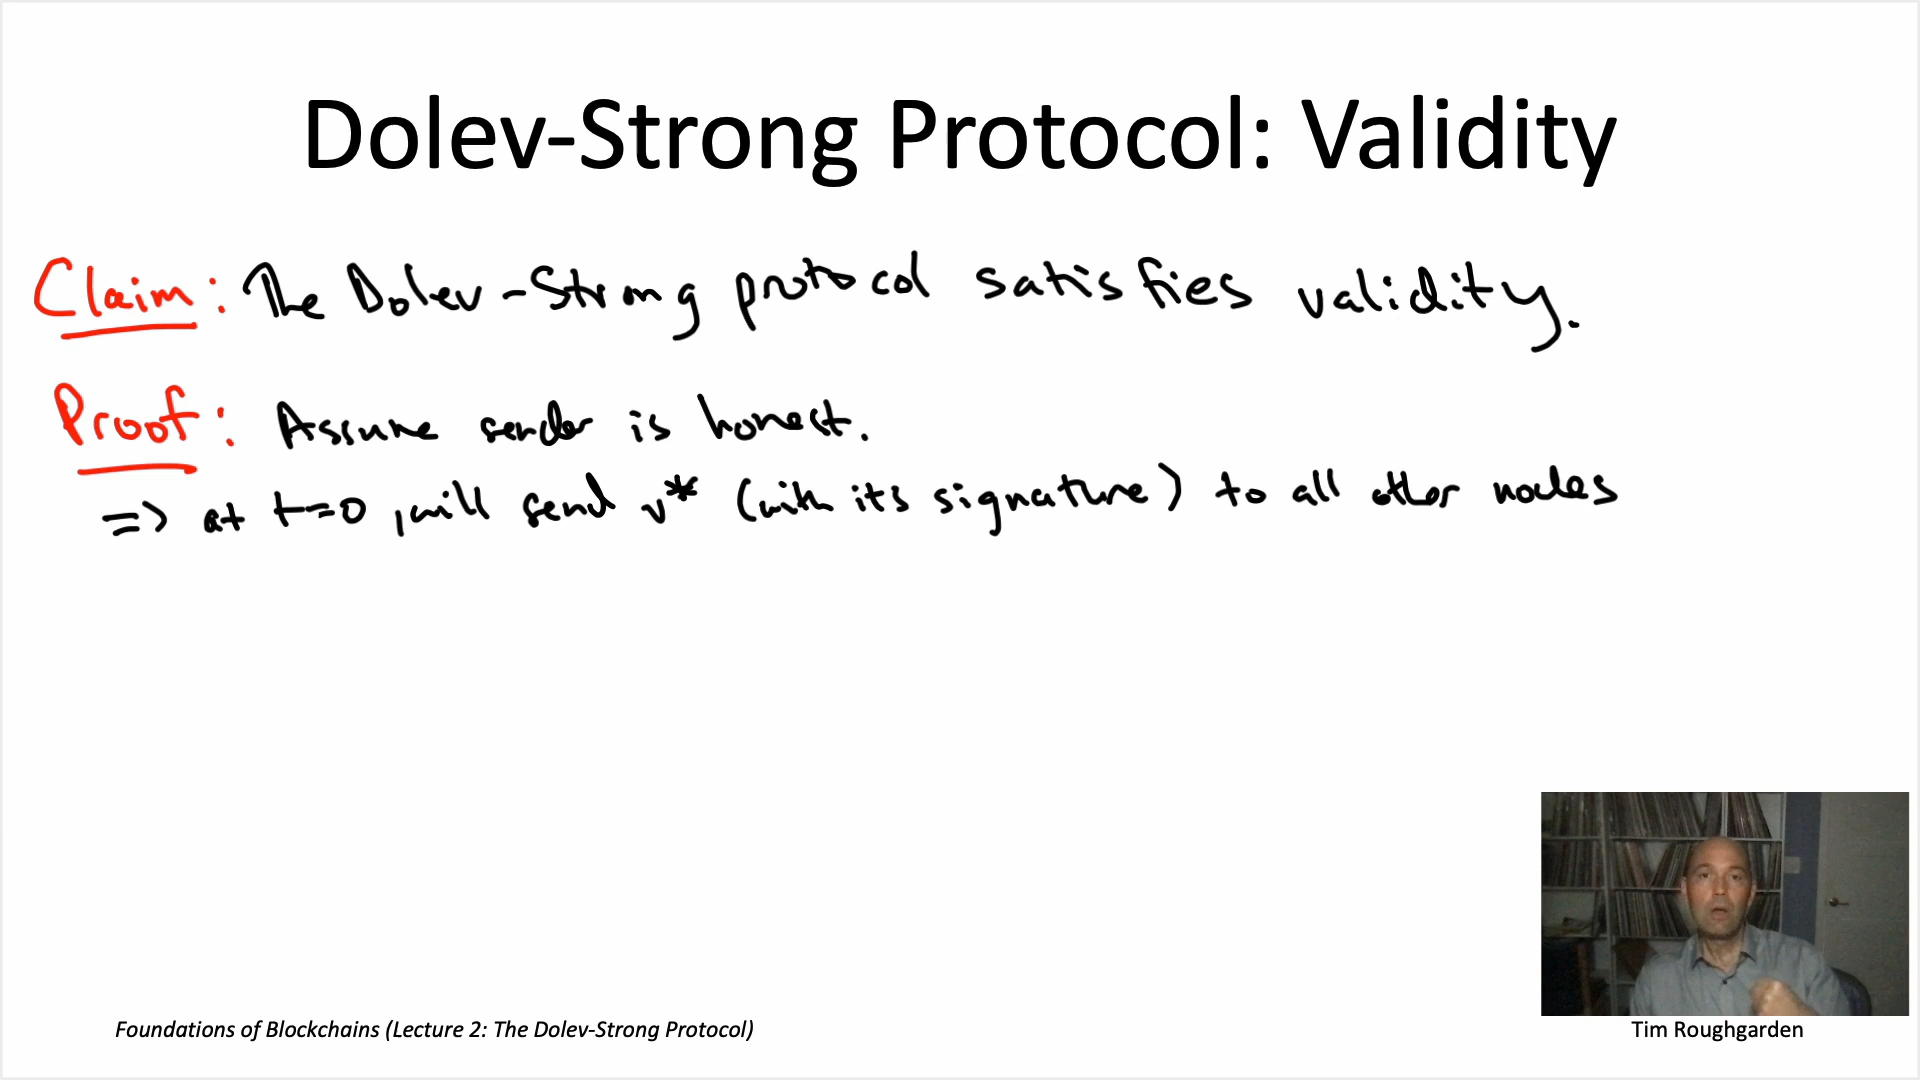 Dolev-Strong Protocol: Validity
Claim: The Dolev-Strong protocol satisfies validity.
Proof: Assume sender is honest.
=> at t=0, will send v* (with its signature) to all other nodes
Foundations of Blockchains (Lecture 2: The Dolev-Strong Protocol)
Tim Roughgarden